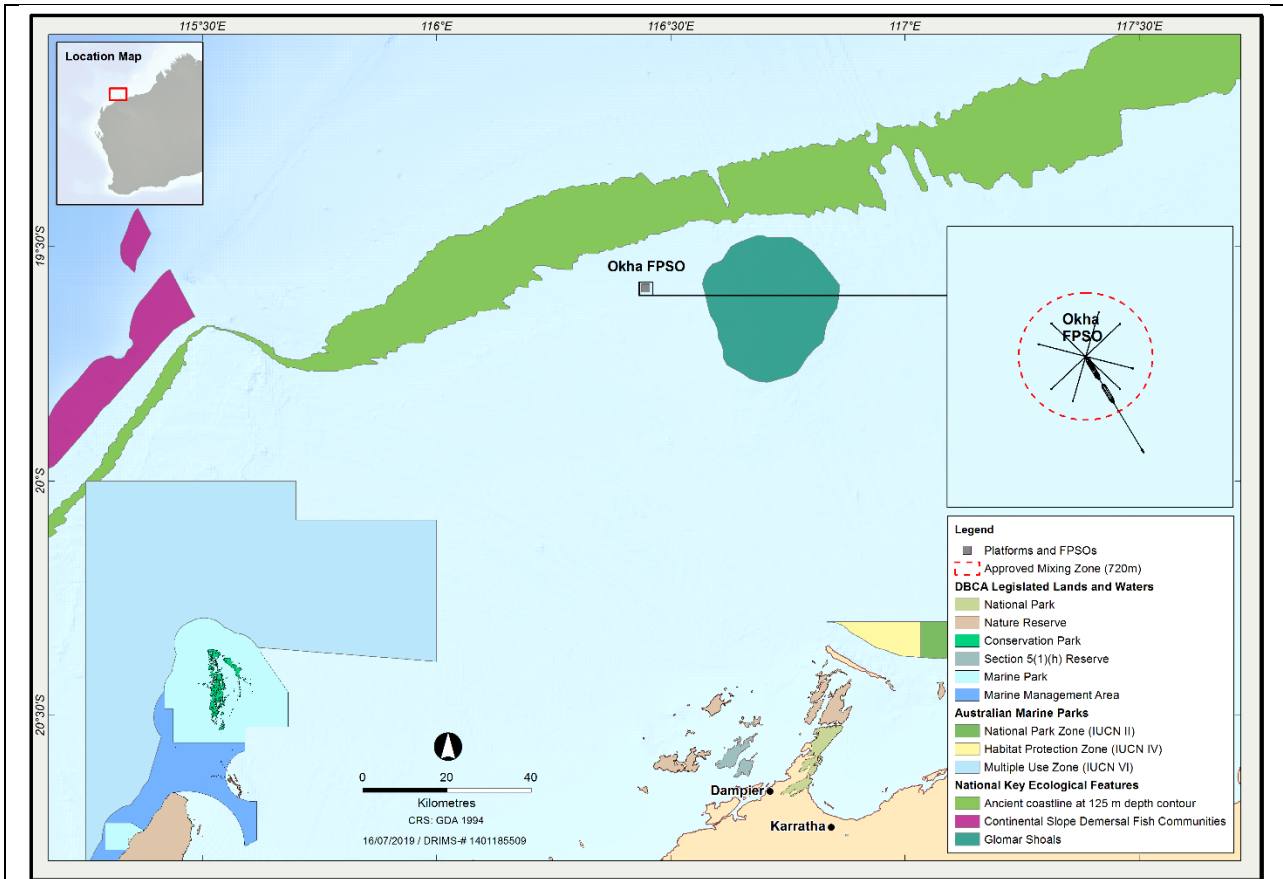 115°30'E
116°E
116°30'E
117°E
117°30'E
Location Map
19°30'S
20°S
20°30'S
Okha FPSO
Okha
FPSO
Dampier
Karratha
0 20 40
Kilometres
CRS: GDA 1994
16/07/2019 / DRIMS-# 1401185509
Legend
Platforms and FPSOs
Approved Mixing Zone (720m)
DBCA Legislated Lands and Waters
National Park
Nature Reserve
Conservation Park
Section 5(1)(h) Reserve
Marine Park
Marine Management Area
Australian Marine Parks
National Park Zone (IUCN II)
Habitat Protection Zone (IUCN IV)
Multiple Use Zone (IUCN VI)
National Key Ecological Features
Ancient coastline at 125 m depth contour
Continental Slope Demersal Fish Communities
Glomar Shoals